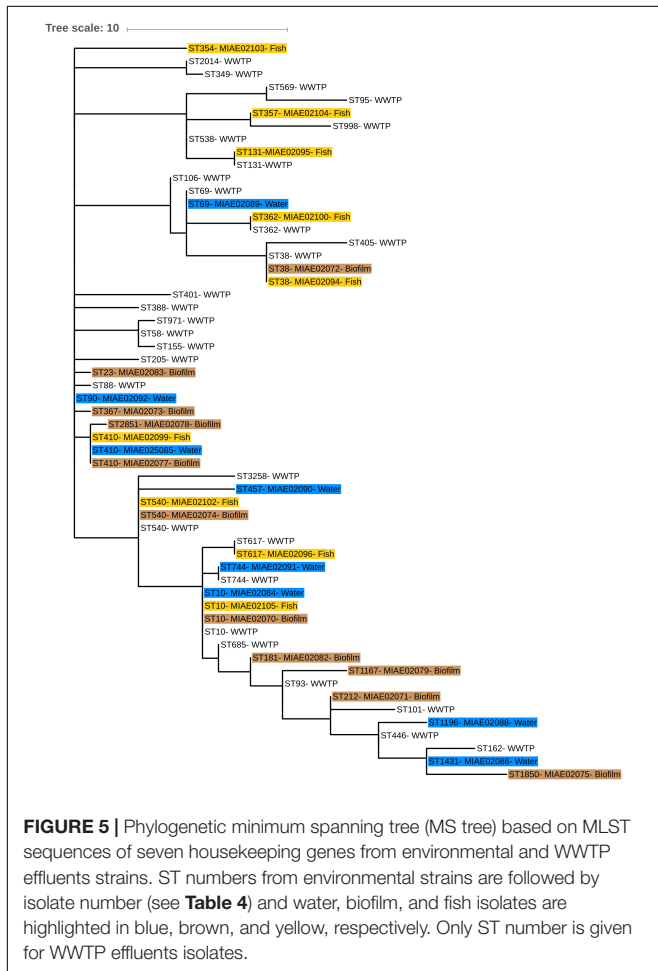 Tree scale: 10
ST354- MIAE02103- Fish
ST2014- WWTP
ST349- WWTP
ST569- WWTP
ST95- WWTP
ST357- MIAE02104- Fish
ST998- WWTP
ST538- WWTP
ST131-MIAE02095- Fish
ST131-WWTP
ST106- WWTP
ST69- WWTP
ST69- MIAE02089- Water
ST362- MIAE02100- Fish
ST362- WWTP
ST405- WWTP
ST38- WWTP
ST38- MIAE02072- Biofilm
ST38- MIAE02094- Fish
ST401- WWTP
ST388- WWTP
ST971- WWTP
ST58- WWTP
ST155- WWTP
ST205- WWTP
ST23- MIAE02083- Biofilm
ST88- WWTP
ST90- MIAE02092- Water
ST367- MIA02073- Biofilm
ST2851- MIAE02078- Biofilm
ST410- MIAE02099- Fish
ST410- MIAE025085- Water
ST410- MIAE02077- Biofilm
ST3258- WWTP
ST457- MIAE02090- Water
ST540- MIAE02102- Fish
ST540- MIAE02074- Biofilm
ST540- WWTP
ST617- WWTP
ST617- MIAE02096- Fish
ST744- MIAE02091- Water
ST744- WWTP
ST10- MIAE02084- Water
ST10- MIAE02105- Fish
ST10- MIAE02070- Biofilm
ST10- WWTP
ST685- WWTP
ST181- MIAE02082- Biofilm
ST1167- MIAE02079- Biofilm
ST93- WWTP
ST212- MIAE02071- Biofilm
ST101- WWTP
ST1196- MIAE02088- Water
ST446- WWTP
ST162- WWTP
ST1431- MIAE02086- Water
ST1850- MIAE02075- Biofilm
FIGURE 5 | Phylogenetic minimum spanning tree (MS tree) based on MLST
sequences of seven housekeeping genes from environmental and WWTP
effluents strains. ST numbers from environmental strains are followed by
isolate number (see Table 4) and water, biofilm, and fish isolates are
highlighted in blue, brown, and yellow, respectively. Only ST number is given
for WWTP effluents isolates.